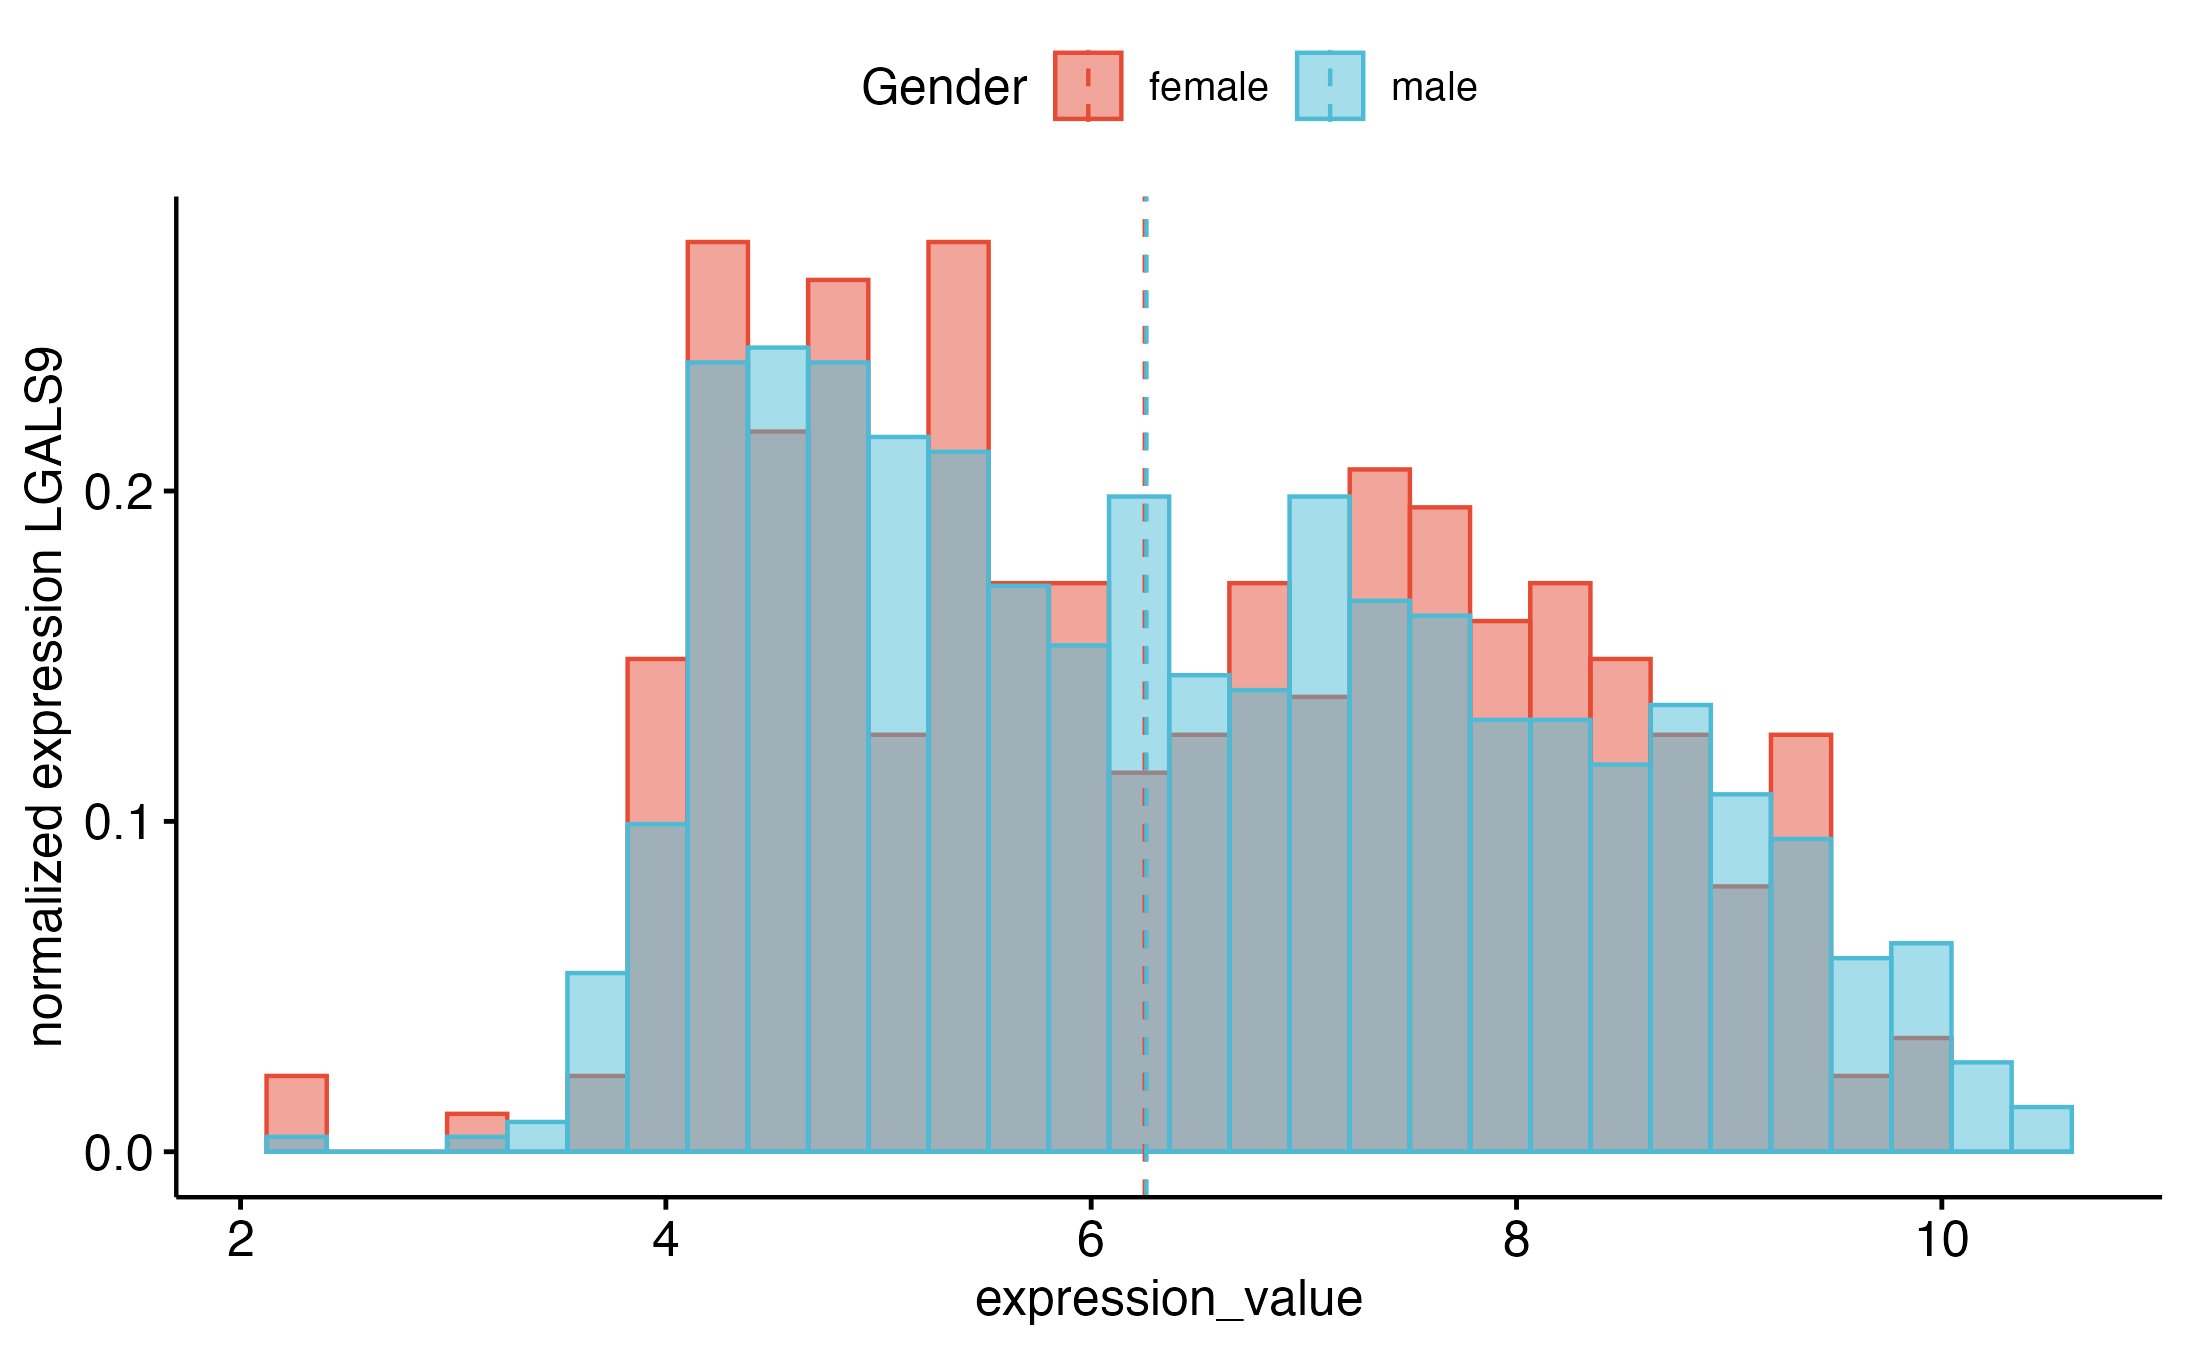 Gender female male
normalized expression LGALS9
0.2
0.1
0.0
2 4 6 8 10
expression_value